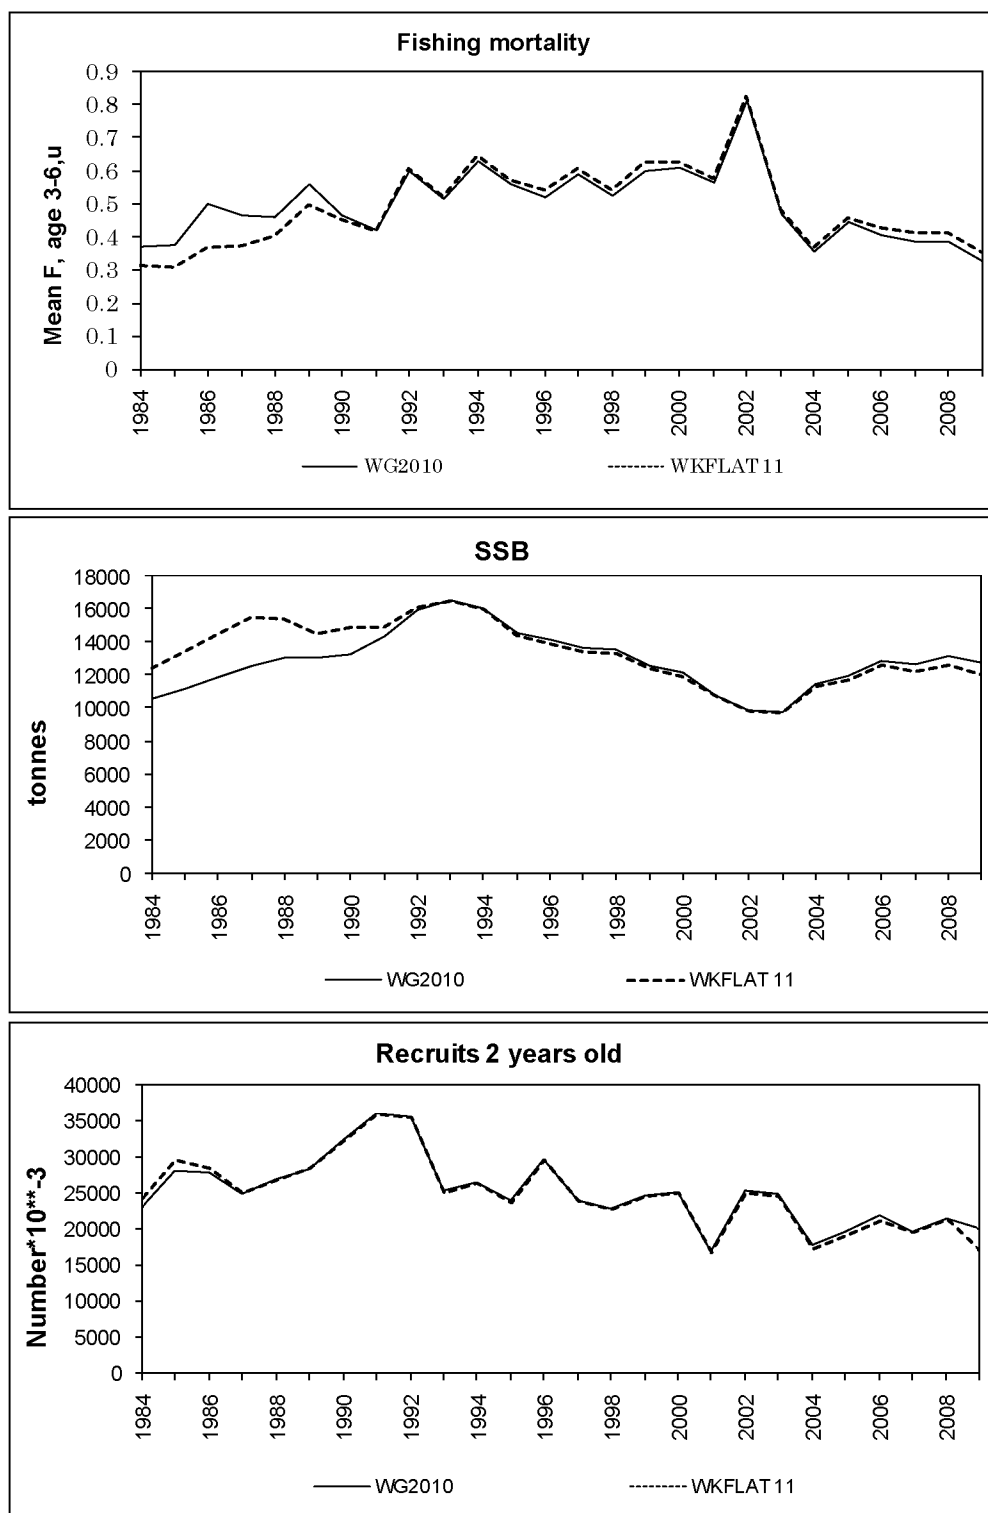 Fishing mortality
Mean F, age 3-6,u
0.9
0.8
0.7
0.6
0.5
0.4
0.3
0.2
0.1
0
1984 1986 1988 1990 1992 1994 1996 1998 2000 2002 2004 2006 2008
WG2010 WKFLAT 11
SSB
tonnes
18000
16000
14000
12000
10000
8000
6000
4000
2000
0
1984 1986 1988 1990 1992 1994 1996 1998 2000 2002 2004 2006 2008
WG2010 WKFLAT 11
Recruits 2 years old
Number*10**-3
40000
35000
30000
25000
20000
15000
10000
5000
0
1984 1986 1988 1990 1992 1994 1996 1998 2000 2002 2004 2006 2008
WG2010 WKFLAT 11